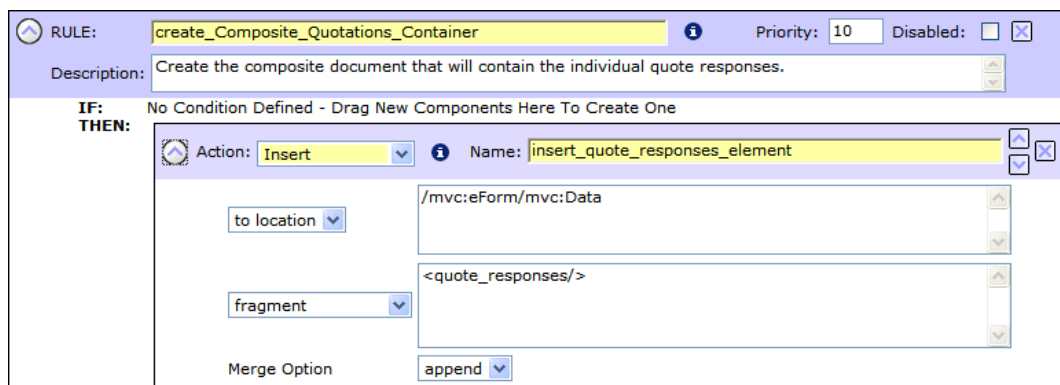 RULE: create_Composite_Quotations_Container i Priority: 10 Disabled:
Description: Create the composite document that will contain the individual quote responses.
IF: No Condition Defined - Drag New Components Here To Create One
THEN:
Action: Insert i Name: insert_quote_responses_element
to location /mvc:eForm/mvc:Data
fragment <quote_responses/>
Merge Option append